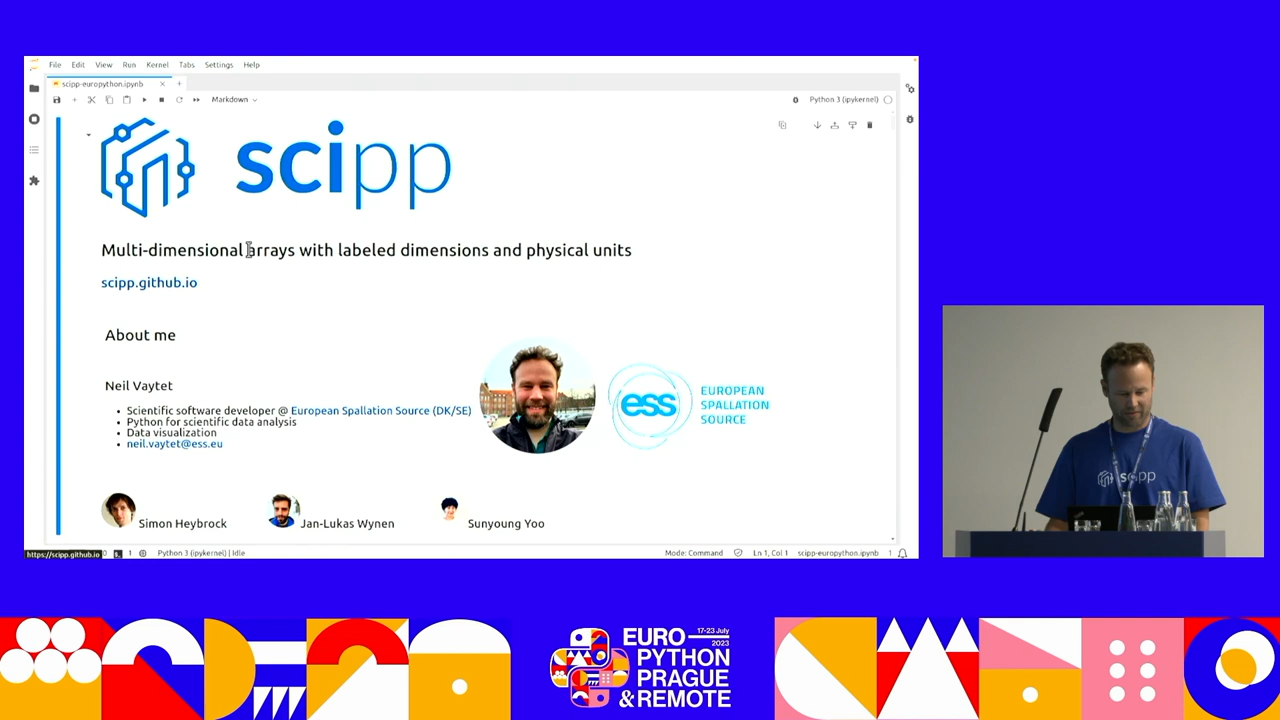 File Edit View Run Kernel Tabs Settings Help
scipp-europython.ipynb
Markdown
Python 3 (ipykernel)
scipp
Multi-dimensional arrays with labeled dimensions and physical units
scipp.github.io
About me
Neil Vaytet
Scientific software developer @ European Spallation Source (DK/SE)
Python for scientific data analysis
Data visualization
neil.vaytet@ess.eu
ess
EUROPEAN
SPALLATION
SOURCE
Simon Heybrock
Jan-Lukas Wynen
Sunyoung Yoo
https://scipp.github.io
0
1
Python 3 (ipykernel) | Idle
Mode: Command
Ln 1, Col 1
scipp-europython.ipynb
1
scipp
EURO
17-23 July
2023
PYTHON
PRAGUE
& REMOTE